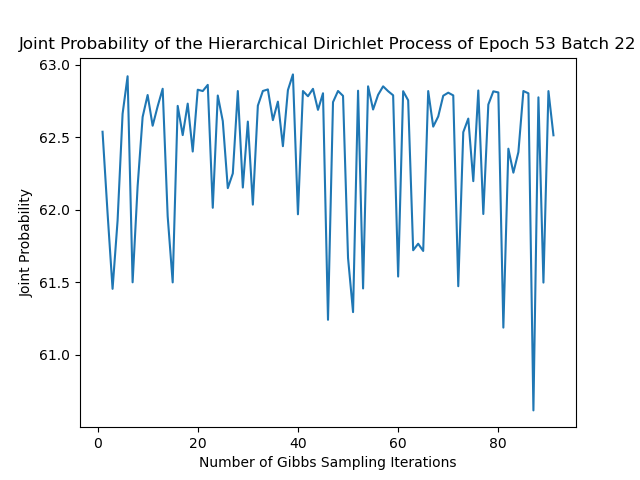 Joint Probability of the Hierarchical Dirichlet Process of Epoch 53 Batch 22
Joint Probability
63.0
62.5
62.0
61.5
61.0
0 20 40 60 80
Number of Gibbs Sampling Iterations